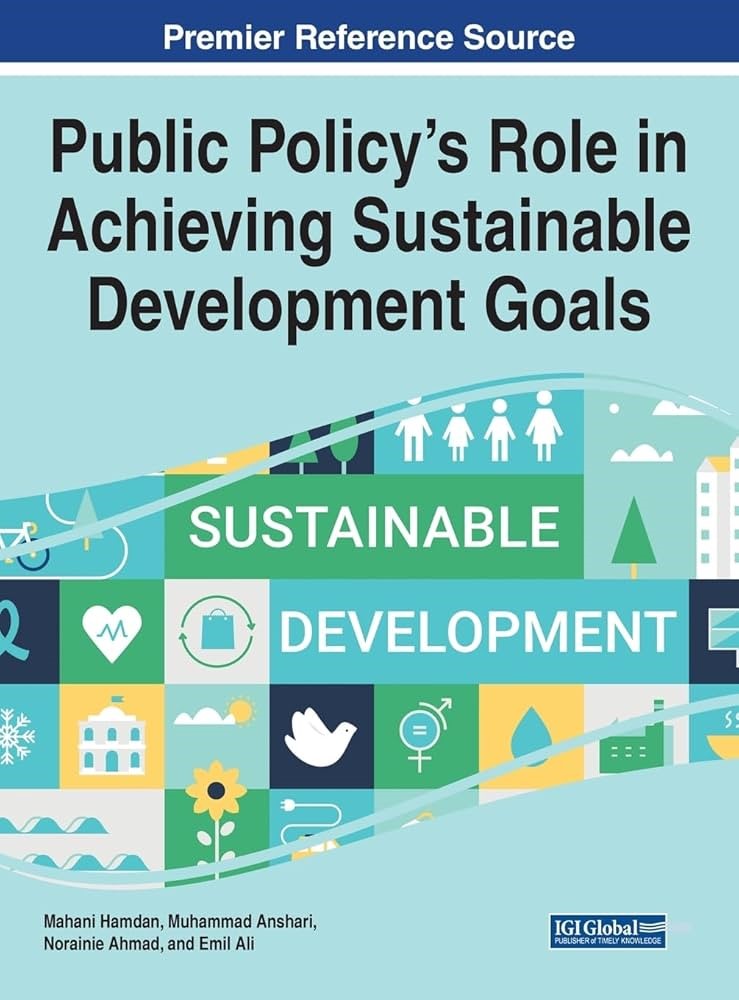 Premier Reference Source
Public Policy’s Role in
Achieving Sustainable
Development Goals
SUSTAINABLE
DEVELOPMENT
Mahani Hamdan, Muhammad Anshari,
Norainie Ahmad, and Emil Ali
IGI Global
PUBLISHER of TIMELY KNOWLEDGE